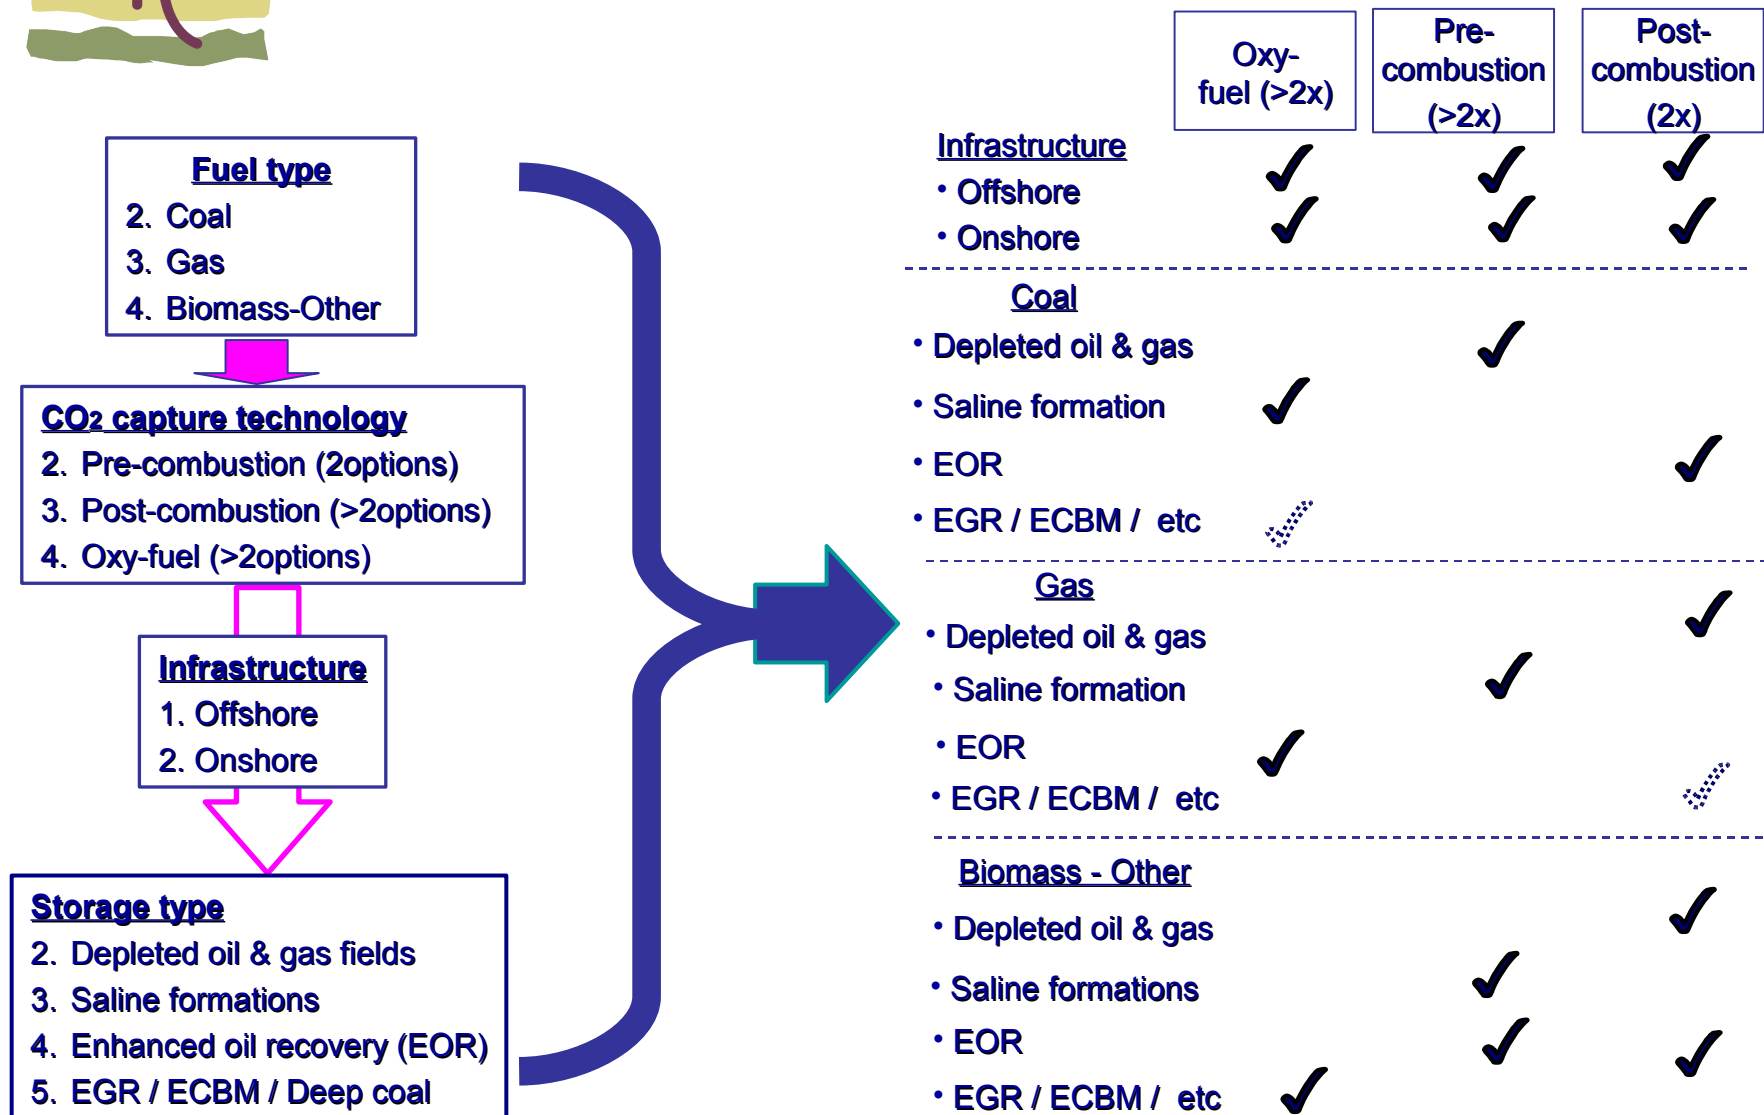 Fuel type
2. Coal
3. Gas
4. Biomass-Other
CO2 capture technology
2. Pre-combustion (2options)
3. Post-combustion (>2options)
4. Oxy-fuel (>2options)
Infrastructure
1. Offshore
2. Onshore
Storage type
2. Depleted oil & gas fields
3. Saline formations
4. Enhanced oil recovery (EOR)
5. EGR / ECBM / Deep coal
Oxy-
fuel (>2x)
Pre-
combustion
(>2x)
Post-
combustion
(2x)
Infrastructure
• Offshore
• Onshore
Coal
• Depleted oil & gas
• Saline formation
• EOR
• EGR / ECBM / etc
Gas
• Depleted oil & gas
• Saline formation
• EOR
• EGR / ECBM / etc
Biomass - Other
• Depleted oil & gas
• Saline formations
• EOR
• EGR / ECBM / etc